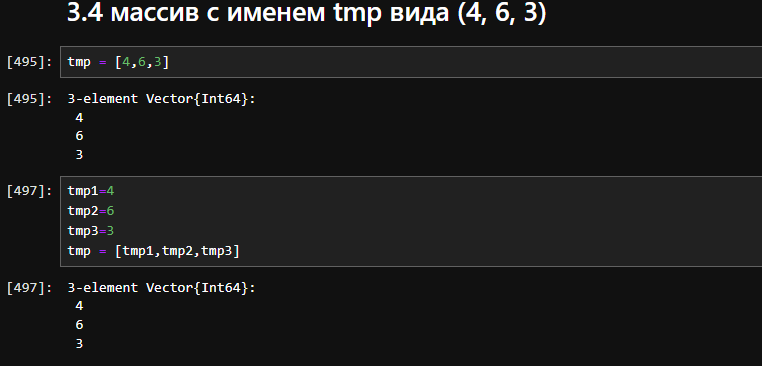 3.4 массив с именем tmp вида (4, 6, 3)
[495]: tmp = [4,6,3]
[495]: 3-element Vector{Int64}:
4
6
3
[497]: tmp1=4
tmp2=6
tmp3=3
tmp = [tmp1,tmp2,tmp3]
[497]: 3-element Vector{Int64}:
4
6
3